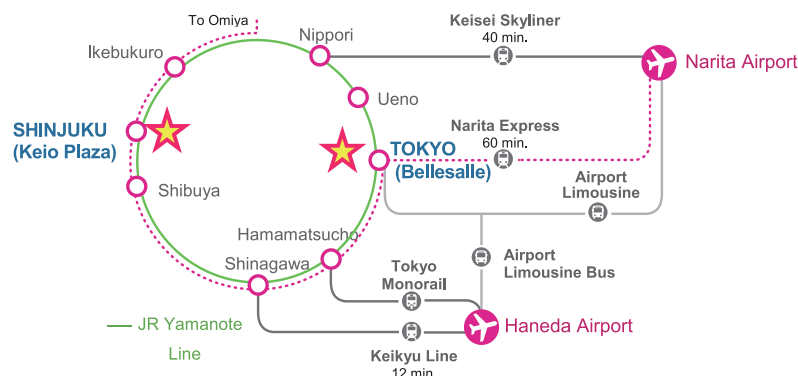 To Omiya
Nippori
Keisei Skyliner
40 min.
Ikebukuro
Narita Airport
Ueno
SHINJUKU
(Keio Plaza)
TOKYO
(Bellesalle)
Narita Express
60 min.
Shibuya
Airport
Limousine
Hamamatsucho
Shinagawa
Airport
Limousine Bus
Tokyo
Monorail
JR Yamanote
Line
Haneda Airport
Keikyu Line
12 min